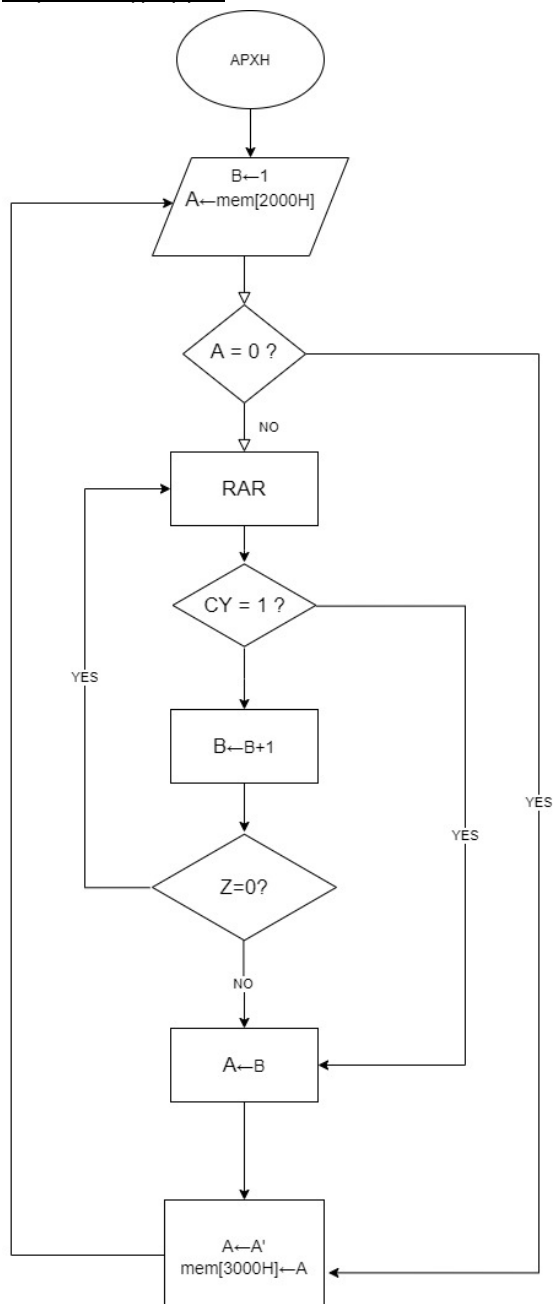 ΑΡΧΗ
B←1
A←mem[2000H]
A = 0 ?
NO
RAR
CY = 1 ?
YES
B←B+1
YES
YES
Z=0?
NO
A←B
A←A'
mem[3000H]←A